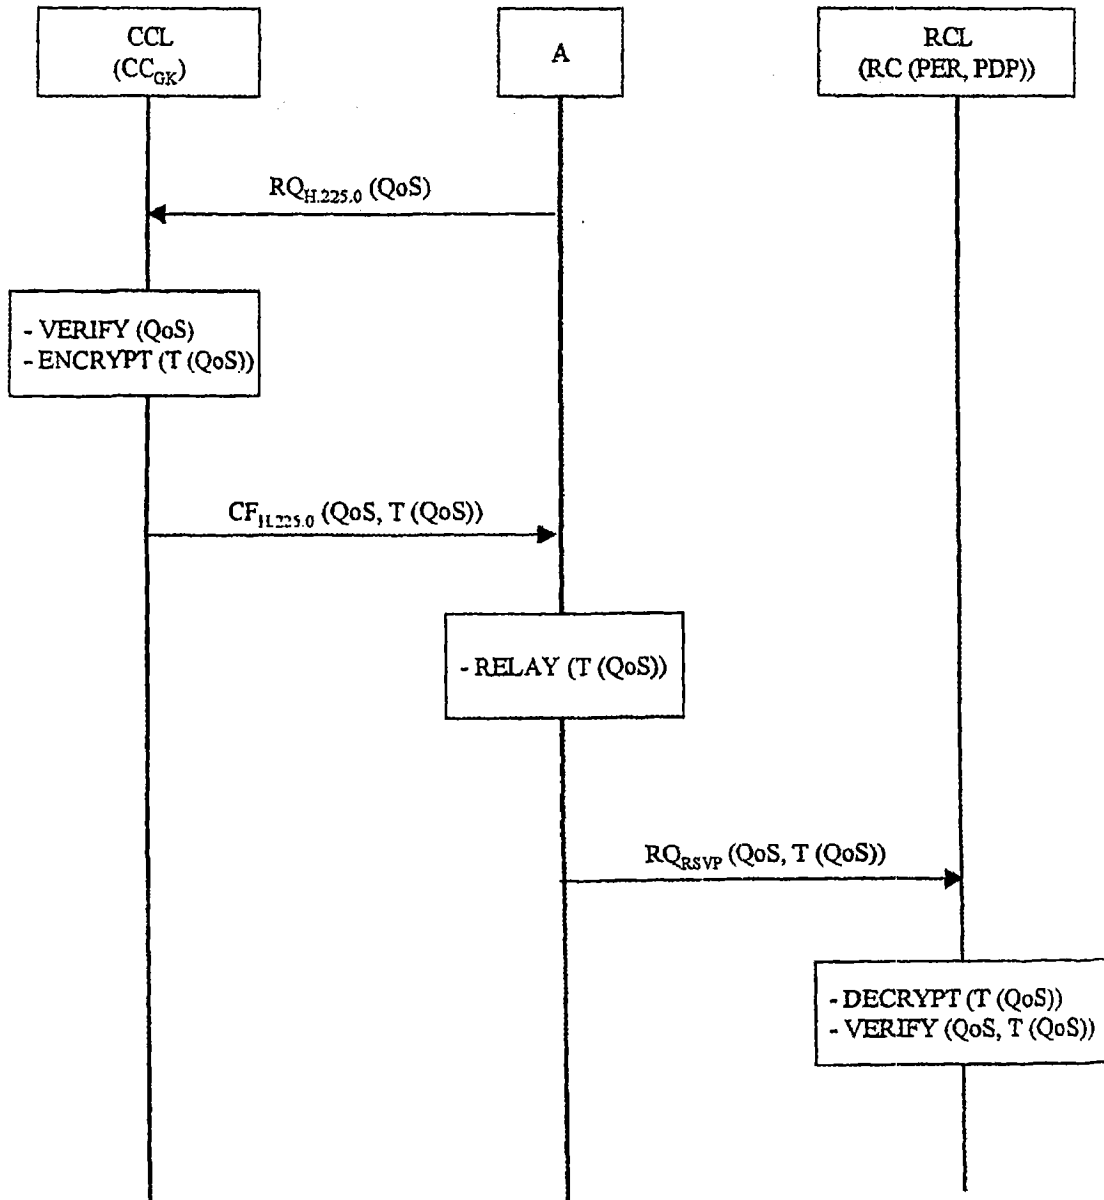 CCL
(CC_GK)
A
RCL
(RC (PER, PDP))
RQ_H.225.0 (QoS)
- VERIFY (QoS)
- ENCRYPT (T (QoS))
CF_H.225.0 (QoS, T (QoS))
- RELAY (T (QoS))
RQ_RSVP (QoS, T (QoS))
- DECRYPT (T (QoS))
- VERIFY (QoS, T (QoS))